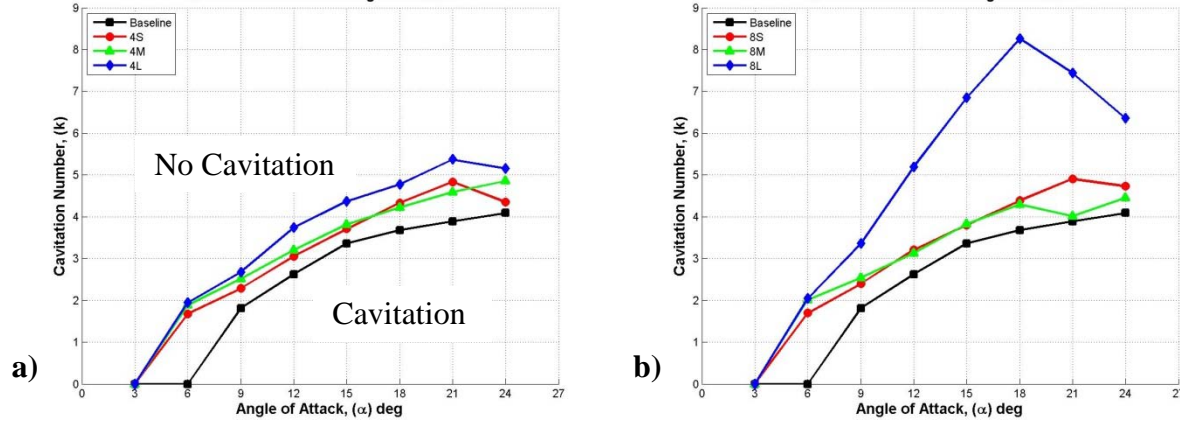 Baseline
4S
4M
4L
9
8
7
6
5
4
3
2
1
0
Cavitation Number, (k)
No Cavitation
Cavitation
0 3 6 9 12 15 18 21 24 27
Angle of Attack, (α) deg
a)
Baseline
8S
8M
8L
9
8
7
6
5
4
3
2
1
0
Cavitation Number, (k)
0 3 6 9 12 15 18 21 24 27
Angle of Attack, (α) deg
b)